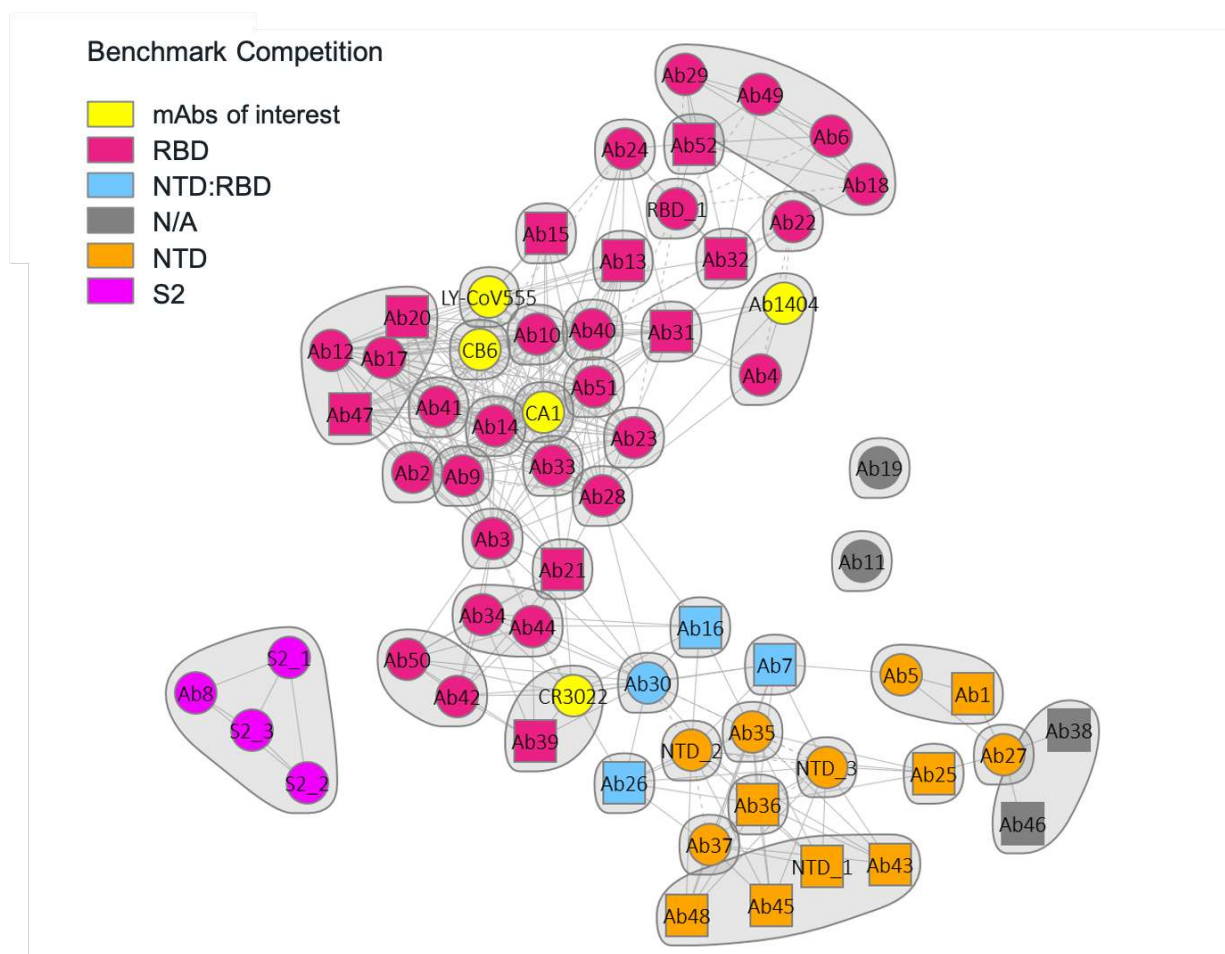 Benchmark Competition
mAbs of interest
RBD
NTD:RBD
N/A
NTD
S2
Ab29
Ab49
Ab6
Ab52
Ab24
Ab18
RBD_1
Ab22
Ab15
Ab13
Ab32
LY-CoV555
Ab1404
Ab20
Ab10
Ab40
Ab31
Ab12
Ab17
CB6
Ab4
Ab51
Ab47
Ab41
Ab14
CA1
Ab23
Ab2
Ab9
Ab33
Ab19
Ab28
Ab3
Ab11
Ab21
Ab34
Ab44
Ab16
S2_1
Ab50
Ab7
Ab5
Ab8
Ab42
CR3022
Ab30
Ab1
S2_3
Ab39
NTD_2
Ab35
Ab38
Ab27
S2_2
Ab26
NTD_3
Ab25
Ab36
Ab46
Ab37
NTD_1
Ab43
Ab48
Ab45